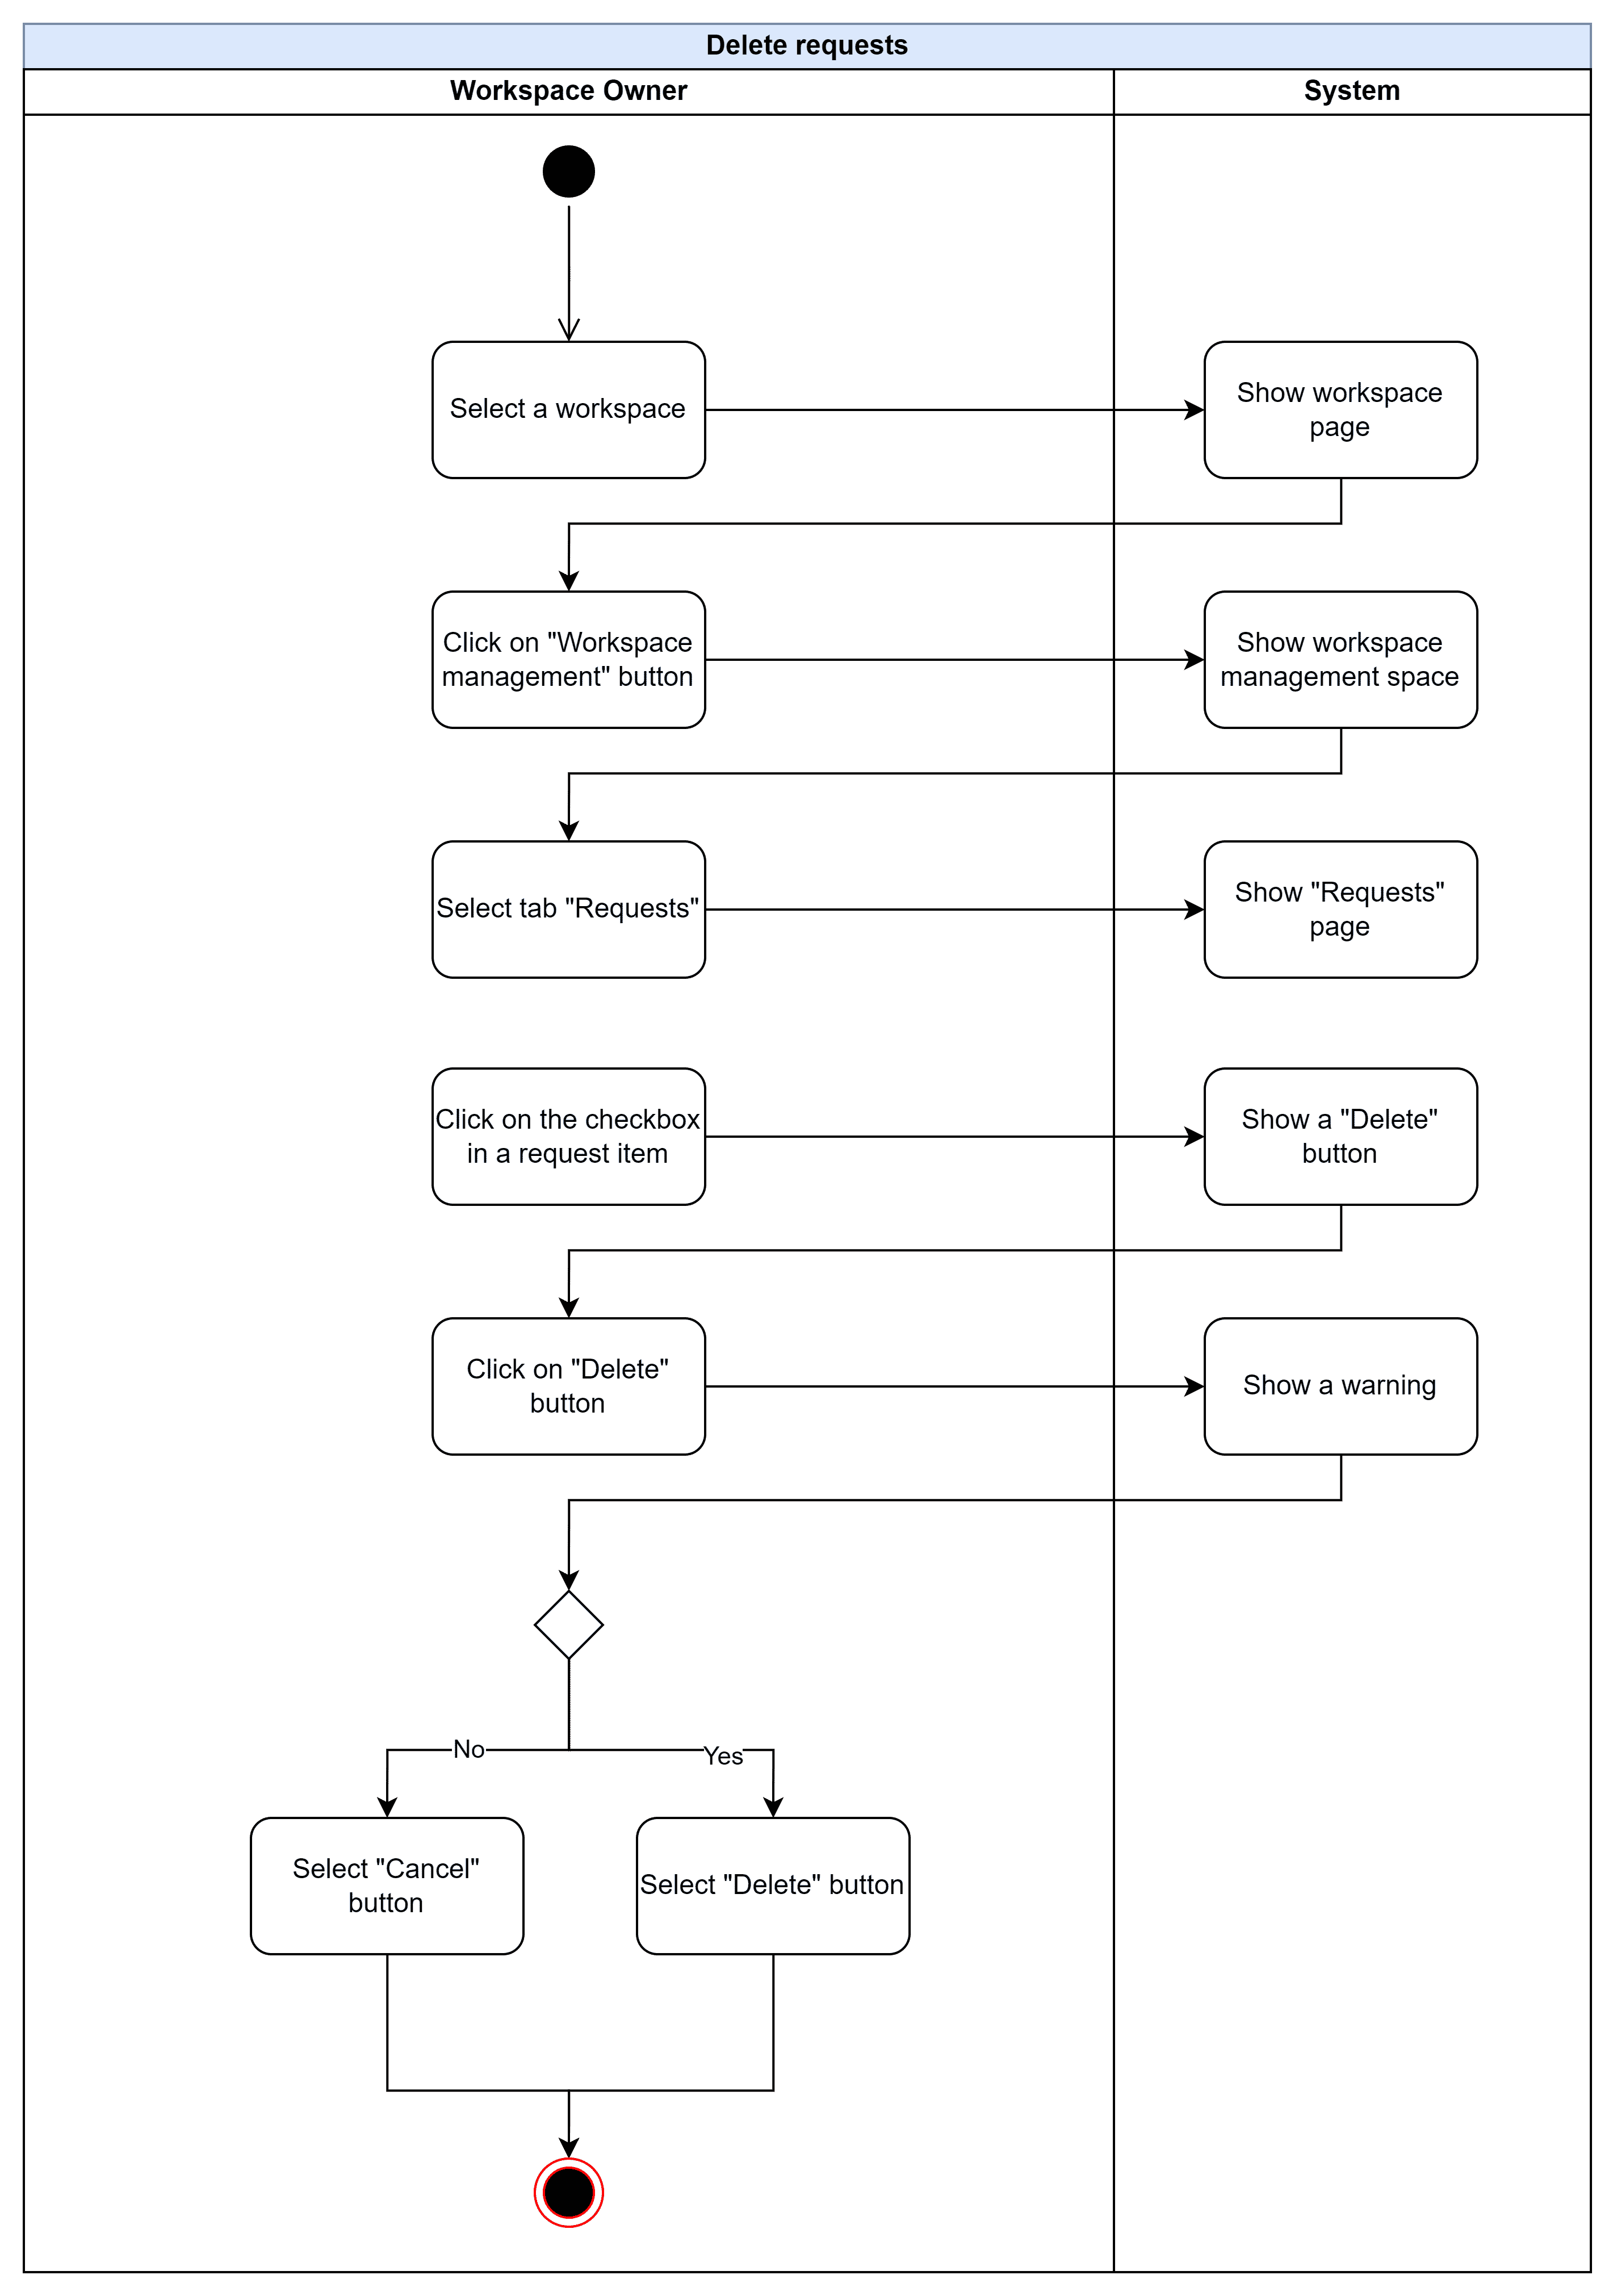 Delete requests
Workspace Owner
System
Select a workspace
Show workspace
page
Click on "Workspace
management" button
Show workspace
management space
Select tab "Requests"
Show "Requests"
page
Click on the checkbox
in a request item
Show a "Delete"
button
Click on "Delete"
button
Show a warning
No
Yes
Select "Cancel"
button
Select "Delete" button